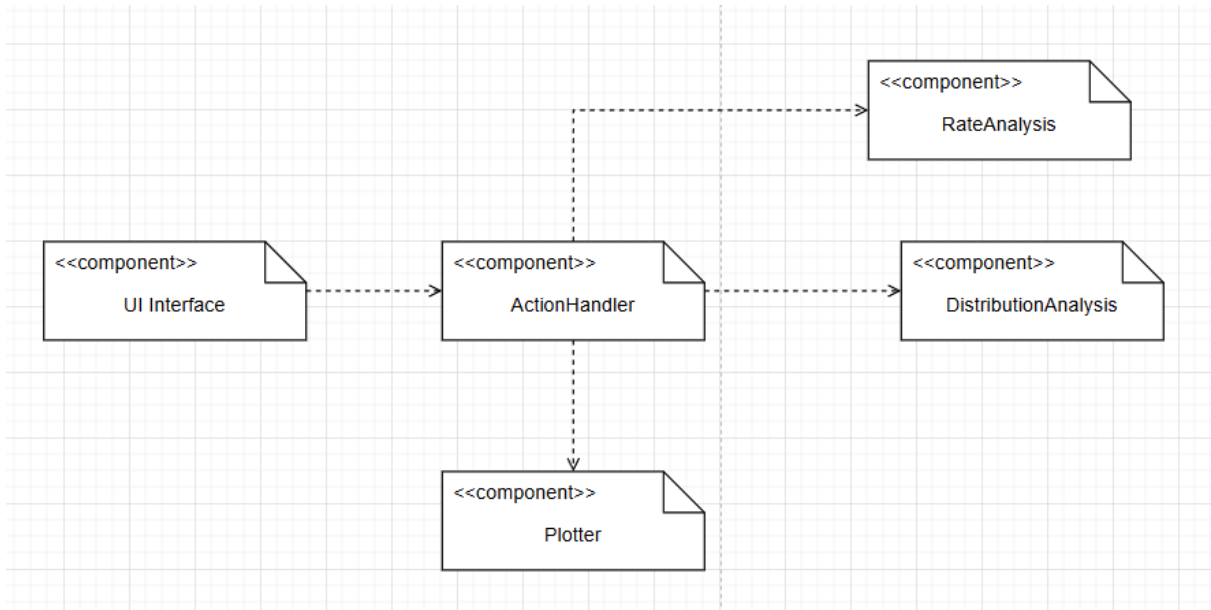 <<component>>
RateAnalysis
<<component>>
UI Interface
<<component>>
ActionHandler
<<component>>
DistributionAnalysis
<<component>>
Plotter